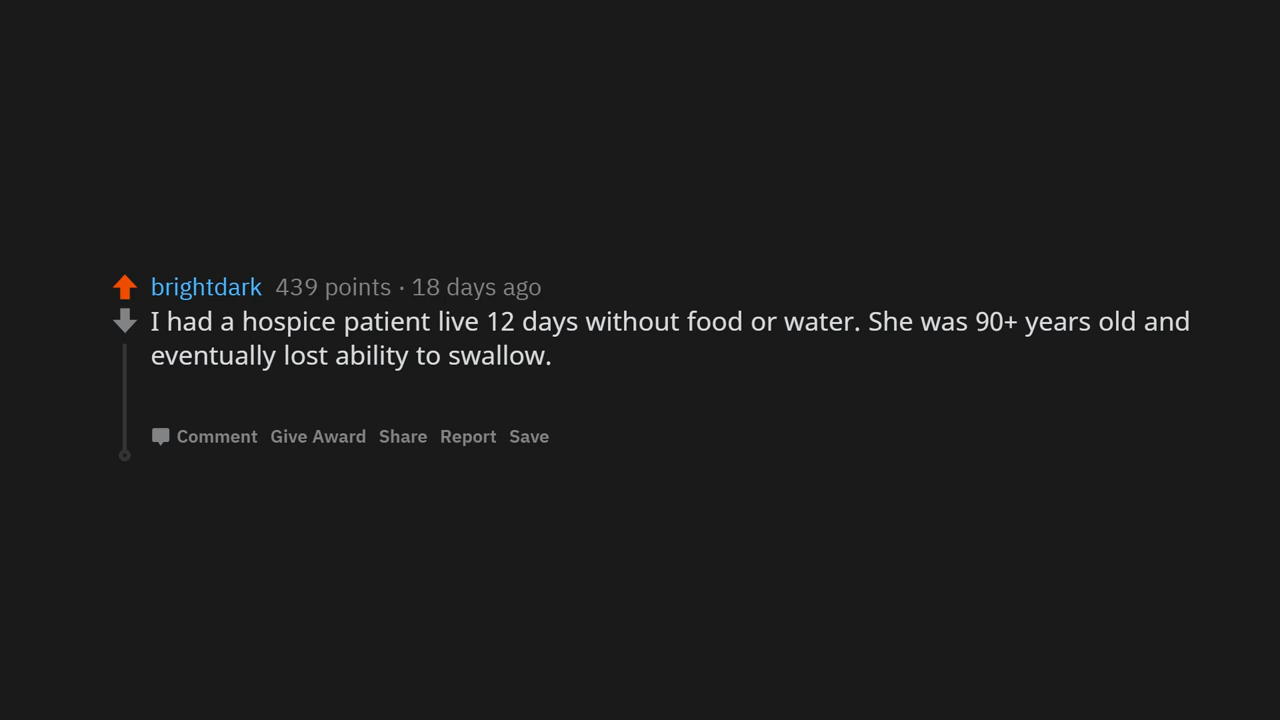 brightdark 439 points · 18 days ago
I had a hospice patient live 12 days without food or water. She was 90+ years old and
eventually lost ability to swallow.
Comment Give Award Share Report Save